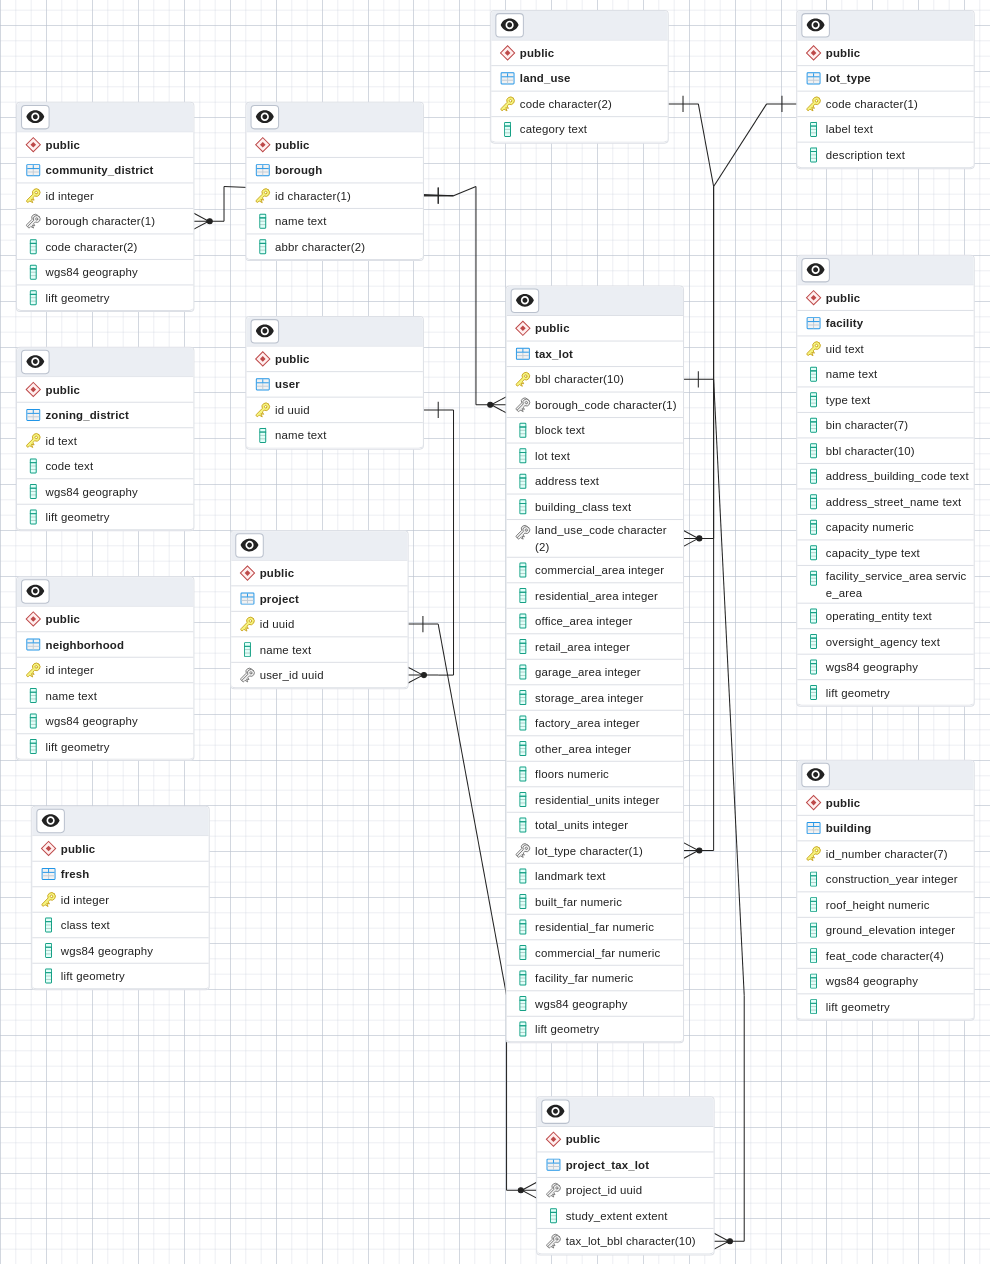 public
land_use
code character(2)
category text
public
lot_type
code character(1)
label text
description text
public
community_district
id integer
borough character(1)
code character(2)
wgs84 geography
lift geometry
public
borough
id character(1)
name text
abbr character(2)
public
facility
uid text
name text
type text
bin character(7)
bbl character(10)
address_building_code text
address_street_name text
capacity numeric
capacity_type text
facility_service_area servic
e_area
operating_entity text
oversight_agency text
wgs84 geography
lift geometry
public
tax_lot
bbl character(10)
borough_code character(1)
block text
lot text
address text
building_class text
land_use_code character
(2)
commercial_area integer
residential_area integer
office_area integer
retail_area integer
garage_area integer
storage_area integer
factory_area integer
other_area integer
floors numeric
residential_units integer
total_units integer
lot_type character(1)
landmark text
built_far numeric
residential_far numeric
commercial_far numeric
facility_far numeric
wgs84 geography
lift geometry
public
user
id uuid
name text
public
zoning_district
id text
code text
wgs84 geography
lift geometry
public
project
id uuid
name text
user_id uuid
public
neighborhood
id integer
name text
wgs84 geography
lift geometry
public
building
id_number character(7)
construction_year integer
roof_height numeric
ground_elevation integer
feat_code character(4)
wgs84 geography
lift geometry
public
fresh
id integer
class text
wgs84 geography
lift geometry
public
project_tax_lot
project_id uuid
study_extent extent
tax_lot_bbl character(10)